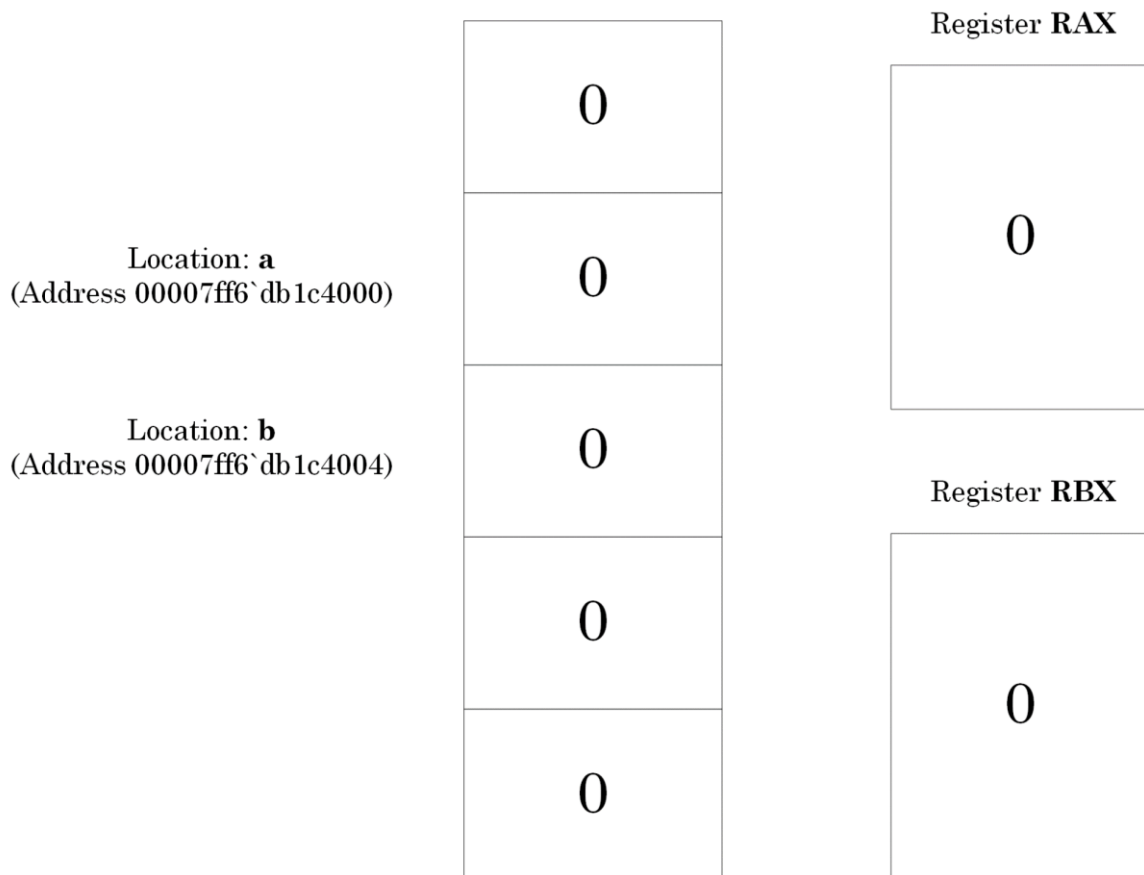 Register RAX
0
0
Location: a
(Address 00007ff6`db1c4000)
0
0
Location: b
(Address 00007ff6`db1c4004)
0
Register RBX
0
0
0